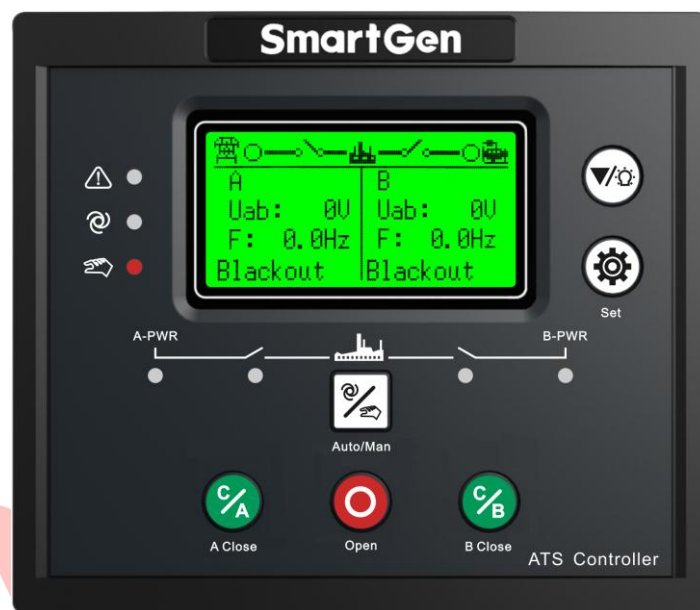 SmartGen
A B
Uab: 0V Uab: 0V
F: 0.0Hz F: 0.0Hz
Blackout Blackout
Set
A-PWR B-PWR
Auto/Man
C/A C/B
A Close Open B Close
ATS Controller